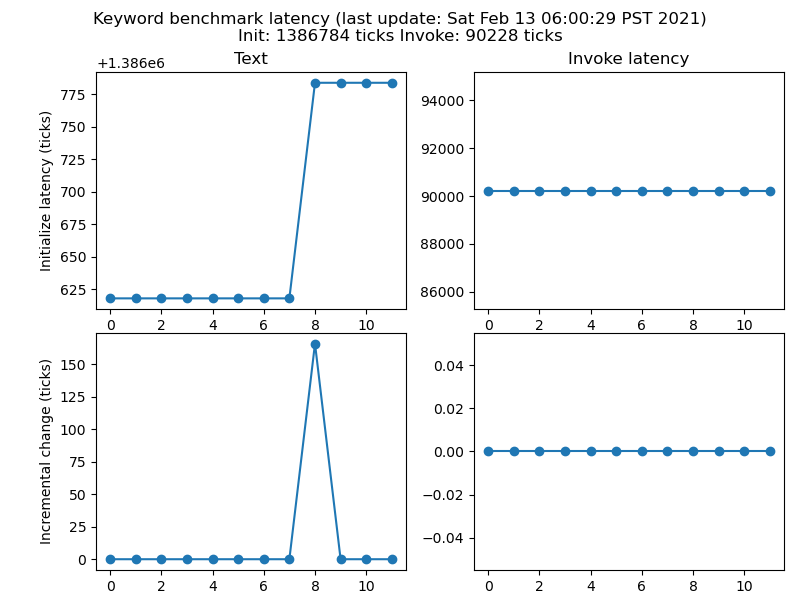 Keyword benchmark latency (last update: Sat Feb 13 06:00:29 PST 2021)
Init: 1386784 ticks Invoke: 90228 ticks
Text
+1.386e6
Initialize latency (ticks)
775
750
725
700
675
650
625
0 2 4 6 8 10
Invoke latency
94000
92000
90000
88000
86000
0 2 4 6 8 10
Incremental change (ticks)
150
125
100
75
50
25
0
0 2 4 6 8 10
0.04
0.02
0.00
−0.02
−0.04
0 2 4 6 8 10